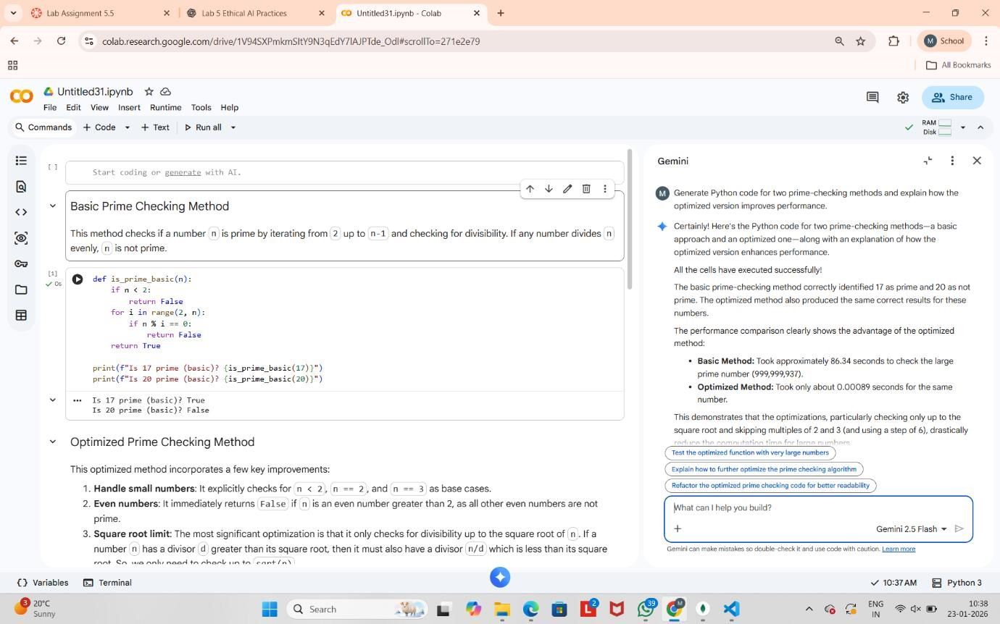 Lab Assignment 5.5
Lab 5 Ethical AI Practices
Untitled31.ipynb - Colab
colab.research.google.com/drive/1V94SXPmkmSItY9N3qEdY7lAJPTde_Odl#scrollTo=271e2e79
M School
All Bookmarks
Untitled31.ipynb
File Edit View Insert Runtime Tools Help
Share
Commands + Code + Text Run all
RAM
Disk
[ ]
Start coding or generate with AI.
Basic Prime Checking Method
This method checks if a number n is prime by iterating from 2 up to n-1 and checking for divisibility. If any number divides n
evenly, n is not prime.
[1]
0s
def is_prime_basic(n):
    if n < 2:
        return False
    for i in range(2, n):
        if n % i == 0:
            return False
    return True
print(f"Is 17 prime (basic)? {is_prime_basic(17)}")
print(f"Is 20 prime (basic)? {is_prime_basic(20)}")
Is 17 prime (basic)? True
Is 20 prime (basic)? False
Optimized Prime Checking Method
This optimized method incorporates a few key improvements:
1. Handle small numbers: It explicitly checks for n < 2, n == 2, and n == 3 as base cases.
2. Even numbers: It immediately returns False if n is an even number greater than 2, as all other even numbers are not
prime.
3. Square root limit: The most significant optimization is that it only checks for divisibility up to the square root of n. If a
number n has a divisor d greater than its square root, then it must also have a divisor n/d which is less than its square
root. So, we only need to check up to sqrt(n)
Gemini
M
Generate Python code for two prime-checking methods and explain how the
optimized version improves performance.
Certainly! Here's the Python code for two prime-checking methods—a basic
approach and an optimized one—along with an explanation of how the
optimized version enhances performance.
All the cells have executed successfully!
The basic prime-checking method correctly identified 17 as prime and 20 as not
prime. The optimized method also produced the same correct results for these
numbers.
The performance comparison clearly shows the advantage of the optimized
method:
• Basic Method: Took approximately 86.34 seconds to check the large
prime number (999,999,937).
• Optimized Method: Took only about 0.00089 seconds for the same
number.
This demonstrates that the optimizations, particularly checking only up to the
square root and skipping multiples of 2 and 3 (and using a step of 6), drastically
reduce the computation time for large numbers.
Test the optimized function with very large numbers
Explain how to further optimize the prime checking algorithm
Refactor the optimized prime checking code for better readability
What can I help you build?
+ Gemini 2.5 Flash
Gemini can make mistakes so double-check it and use code with caution. Learn more
{} Variables Terminal
10:37 AM Python 3
3
20°C
Sunny
Search
L 2
39
M
ENG
IN
10:38
23-01-2026